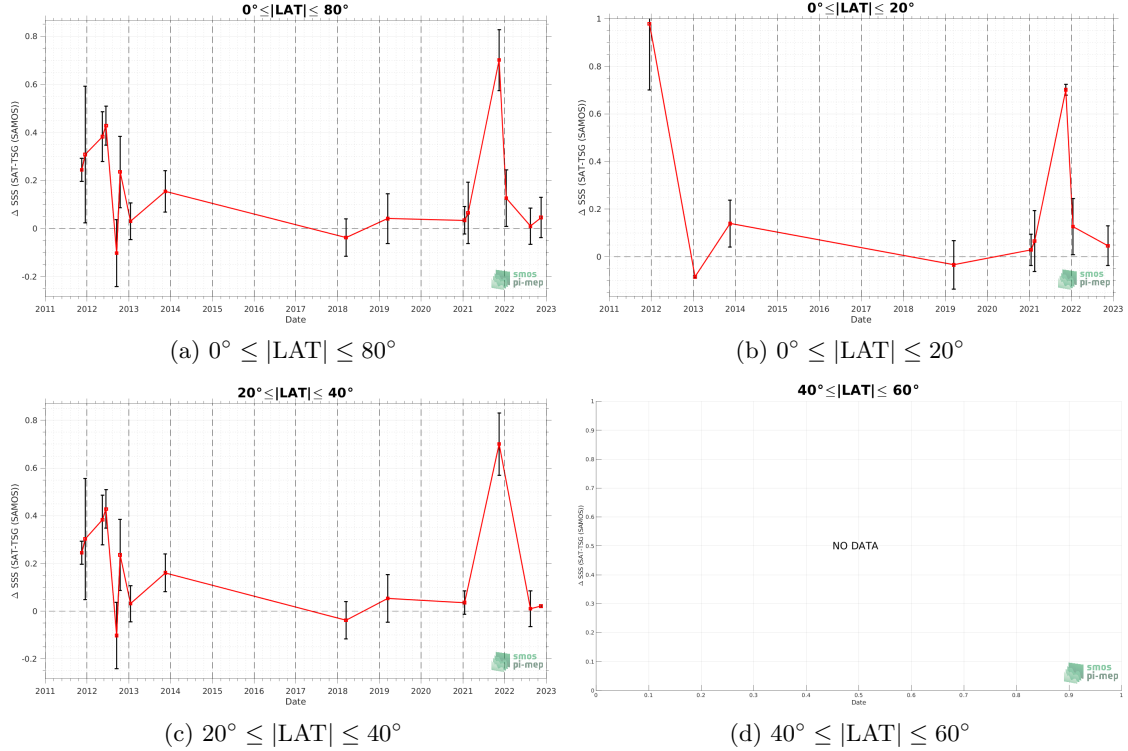 0°≤|LAT|≤ 80°
Δ SSS (SAT-TSG (SAMOS))
0.8
0.6
0.4
0.2
0
-0.2
2011 2012 2013 2014 2015 2016 2017 2018 2019 2020 2021 2022 2023
Date
smos
pi-mep
(a) 0° ≤ |LAT| ≤ 80°
0°≤|LAT|≤ 20°
Δ SSS (SAT-TSG (SAMOS))
1
0.8
0.6
0.4
0.2
0
2011 2012 2013 2014 2015 2016 2017 2018 2019 2020 2021 2022 2023
Date
smos
pi-mep
(b) 0° ≤ |LAT| ≤ 20°
20°≤|LAT|≤ 40°
Δ SSS (SAT-TSG (SAMOS))
0.8
0.6
0.4
0.2
0
-0.2
2011 2012 2013 2014 2015 2016 2017 2018 2019 2020 2021 2022 2023
Date
smos
pi-mep
(c) 20° ≤ |LAT| ≤ 40°
40°≤|LAT|≤ 60°
Δ SSS (SAT-TSG (SAMOS))
1
0.9
0.8
0.7
0.6
0.5
0.4
0.3
0.2
0.1
0
NO DATA
0 0.1 0.2 0.3 0.4 0.5 0.6 0.7 0.8 0.9 1
Date
smos
pi-mep
(d) 40° ≤ |LAT| ≤ 60°